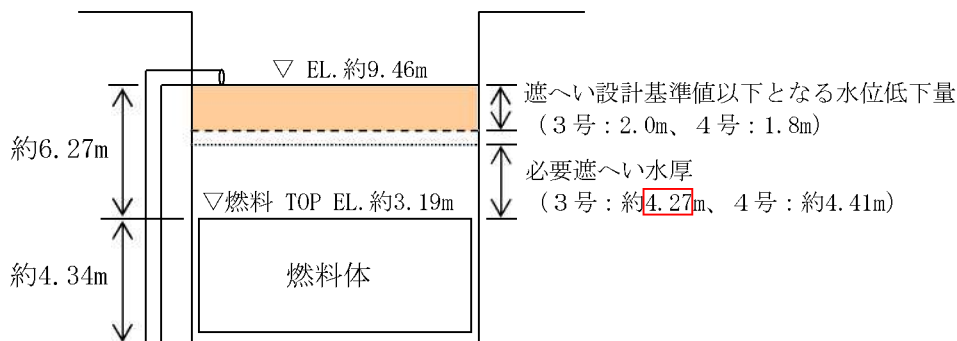 ▽ EL.約9.46m
遮へい設計基準値以下となる水位低下量
(3号:2.0m、4号:1.8m)
約6.27m
必要遮へい水厚
(3号:約4.27m、4号:約4.41m)
▽燃料 TOP EL.約3.19m
約4.34m
燃料体